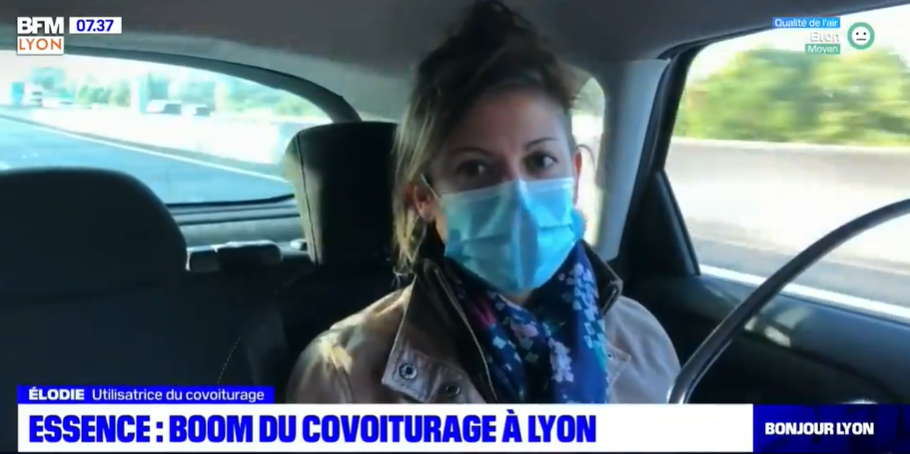 BFM 07.37
LYON
Qualité de l'air
Bron
Moyen
ÉLODIE Utilisatrice du covoiturage
ESSENCE : BOOM DU COVOITURAGE À LYON
BONJOUR LYON